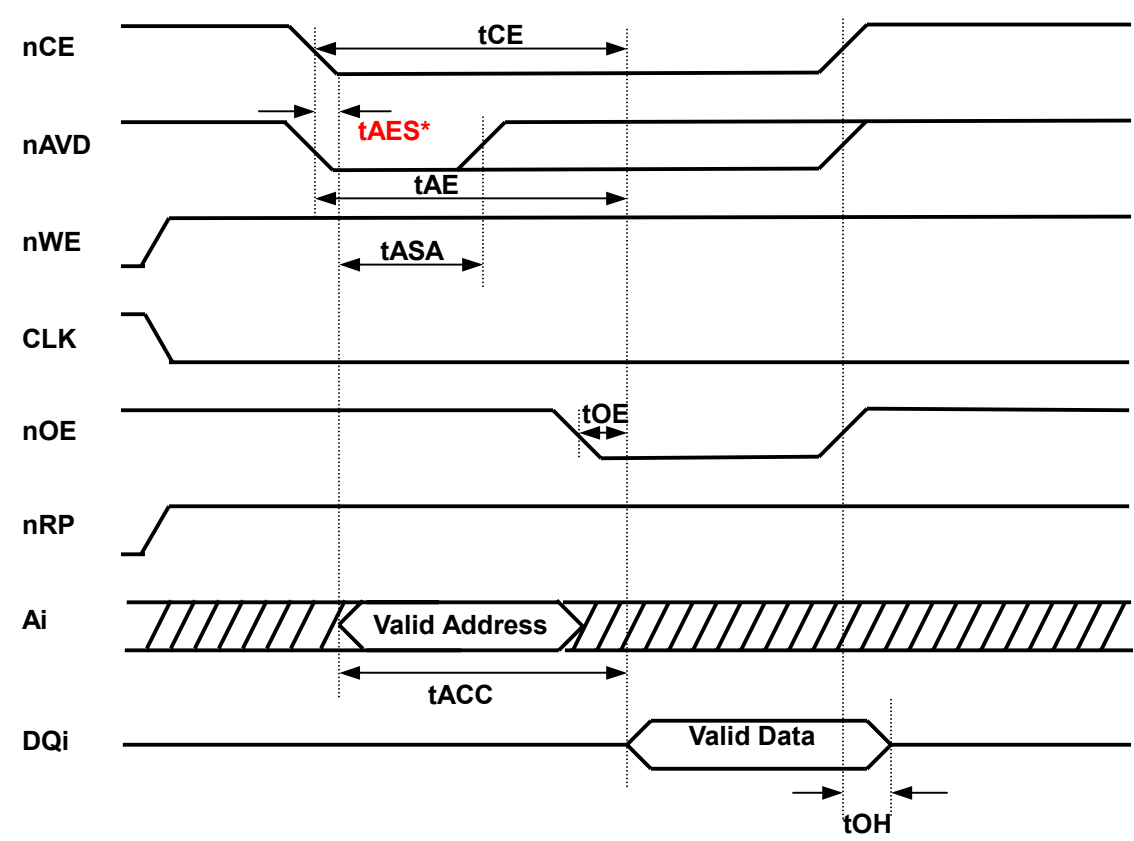 nCE
tCE
tAES*
nAVD
tAE
nWE
tASA
CLK
nOE
tOE
nRP
Ai
Valid Address
tACC
DQi
Valid Data
tOH